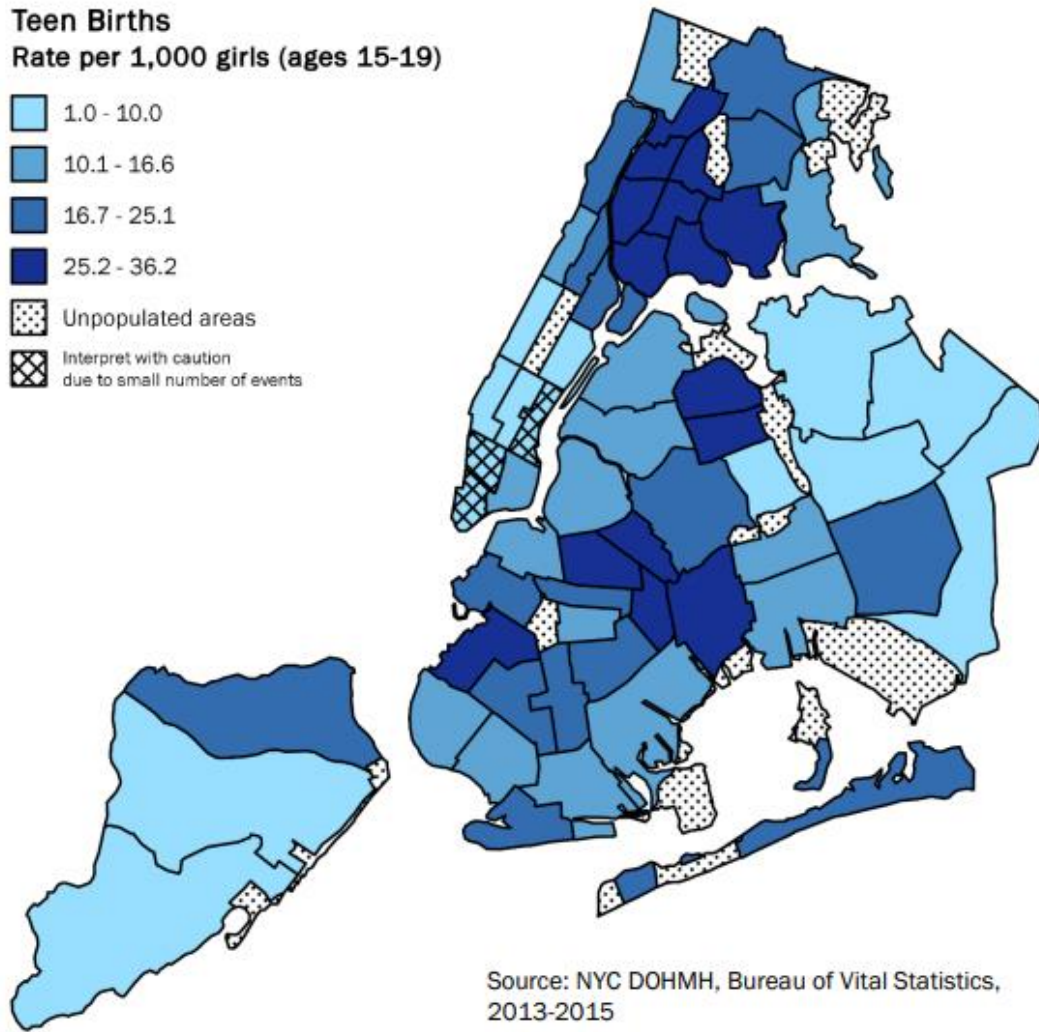 Teen Births
Rate per 1,000 girls (ages 15-19)
1.0 - 10.0
10.1 - 16.6
16.7 - 25.1
25.2 - 36.2
Unpopulated areas
Interpret with caution
due to small number of events
Source: NYC DOHMH, Bureau of Vital Statistics,
2013-2015